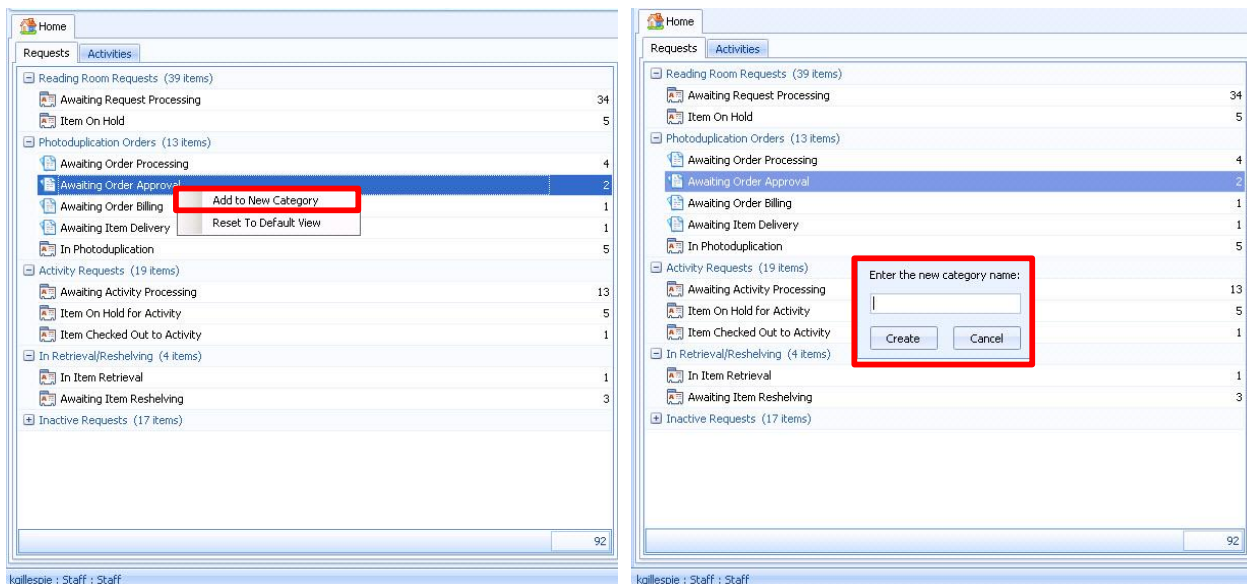 Home
Requests Activities
Reading Room Requests (39 items)
Awaiting Request Processing 34
Item On Hold 5
Photoduplication Orders (13 items)
Awaiting Order Processing 4
Awaiting Order Approval 2
Add to New Category
Awaiting Order Billing 1
Reset To Default View
Awaiting Item Delivery 1
In Photoduplication 5
Activity Requests (19 items)
Awaiting Activity Processing 13
Item On Hold for Activity 5
Item Checked Out to Activity 1
In Retrieval/Reshelving (4 items)
In Item Retrieval 1
Awaiting Item Reshelving 3
Inactive Requests (17 items)
92
kgillespie : Staff : Staff
Home
Requests Activities
Reading Room Requests (39 items)
Awaiting Request Processing 34
Item On Hold 5
Photoduplication Orders (13 items)
Awaiting Order Processing 4
Awaiting Order Approval 2
Awaiting Order Billing 1
Awaiting Item Delivery 1
In Photoduplication 5
Activity Requests (19 items)
Enter the new category name:
Awaiting Activity Processing 13
Item On Hold for Activity 5
Item Checked Out to Activity 1
Create Cancel
In Retrieval/Reshelving (4 items)
In Item Retrieval 1
Awaiting Item Reshelving 3
Inactive Requests (17 items)
92
kgillespie : Staff : Staff